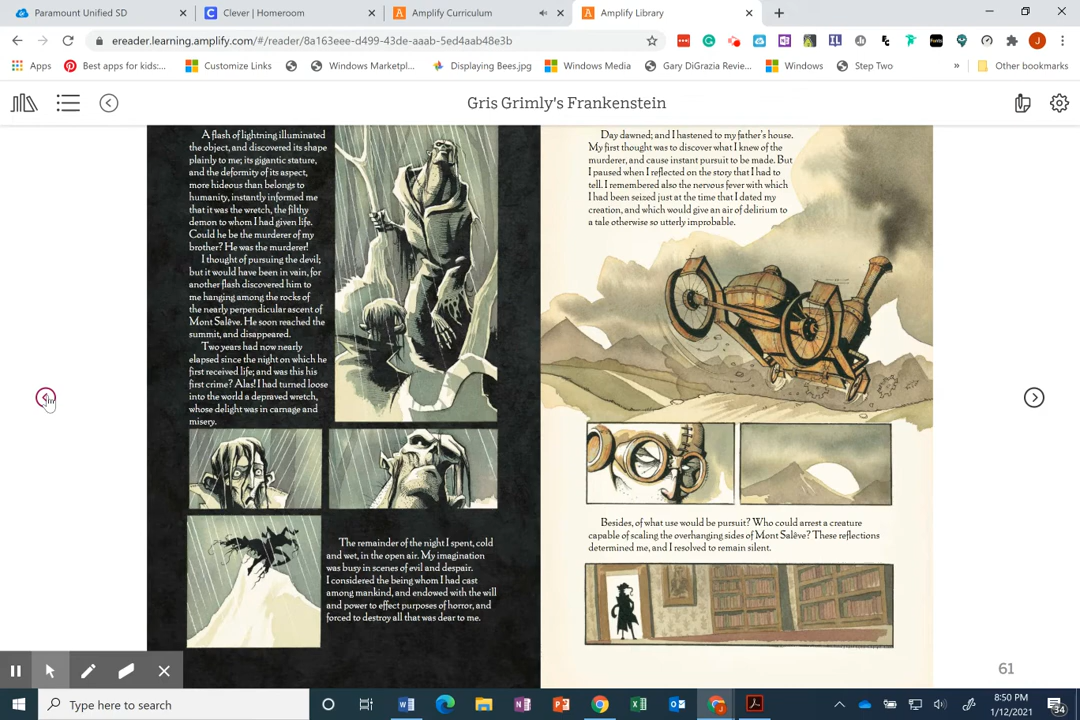 Paramount Unified SD
Clever | Homeroom
Amplify Curriculum
Amplify Library
ereader.learning.amplify.com/#/reader/8a163eee-d499-43de-aaab-5ed4aab48e3b
Apps
Best apps for kids:...
Customize Links
Windows Marketpl...
Displaying Bees.jpg
Windows Media
Gary DiGrazia Revie...
Windows
Step Two
»
Other bookmarks
Gris Grimly's Frankenstein
A flash of lightning illuminated
the object, and discovered its shape
plainly to me; its gigantic stature,
and the deformity of its aspect,
more hideous than belongs to
humanity, instantly informed me
that it was the wretch, the filthy
demon to whom I had given life.
Could he be the murderer of my
brother? He was the murderer!
I thought of pursuing the devil;
but it would have been in vain, for
another flash discovered him to
me hanging among the rocks of
the nearly perpendicular ascent of
Mont Salêve. He soon reached the
summit, and disappeared.
Two years had now nearly
elapsed since the night on which he
first received life; and was this his
first crime? Alas! I had turned loose
into the world a depraved wretch,
whose delight was in carnage and
misery.
The remainder of the night I spent, cold
and wet, in the open air. My imagination
was busy in scenes of evil and despair.
I considered the being whom I had cast
among mankind, and endowed with the will
and power to effect purposes of horror, and
forced to destroy all that was dear to me.
Day dawned; and I hastened to my father's house.
My first thought was to discover what I knew of the
murderer, and cause instant pursuit to be made. But
I paused when I reflected on the story that I had to
tell. I remembered also the nervous fever with which
I had been seized just at the time that I dated my
creation, and which would give an air of delirium to
a tale otherwise so utterly improbable.
Besides, of what use would be pursuit? Who could arrest a creature
capable of scaling the overhanging sides of Mont Salêve? These reflections
determined me, and I resolved to remain silent.
61
Type here to search
8:50 PM
1/12/2021
34